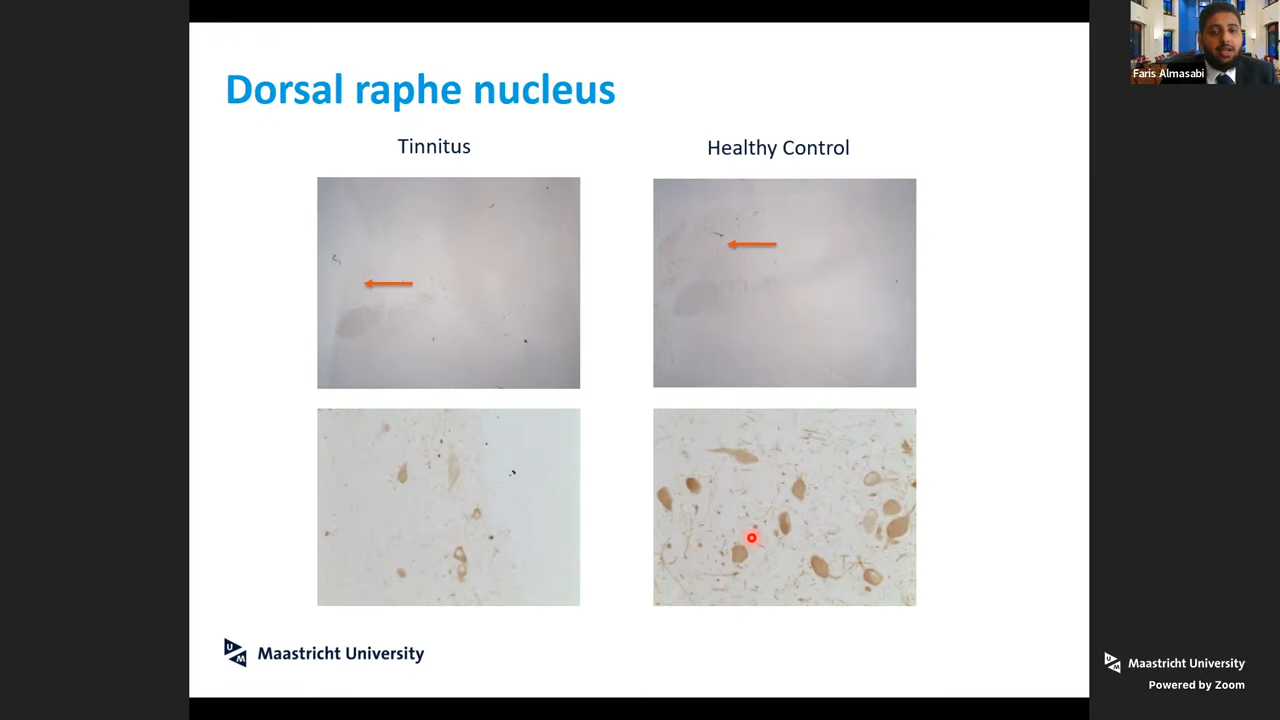 Dorsal raphe nucleus
Tinnitus
Healthy Control
Maastricht University
Faris Almasabi
Maastricht University
Powered by Zoom